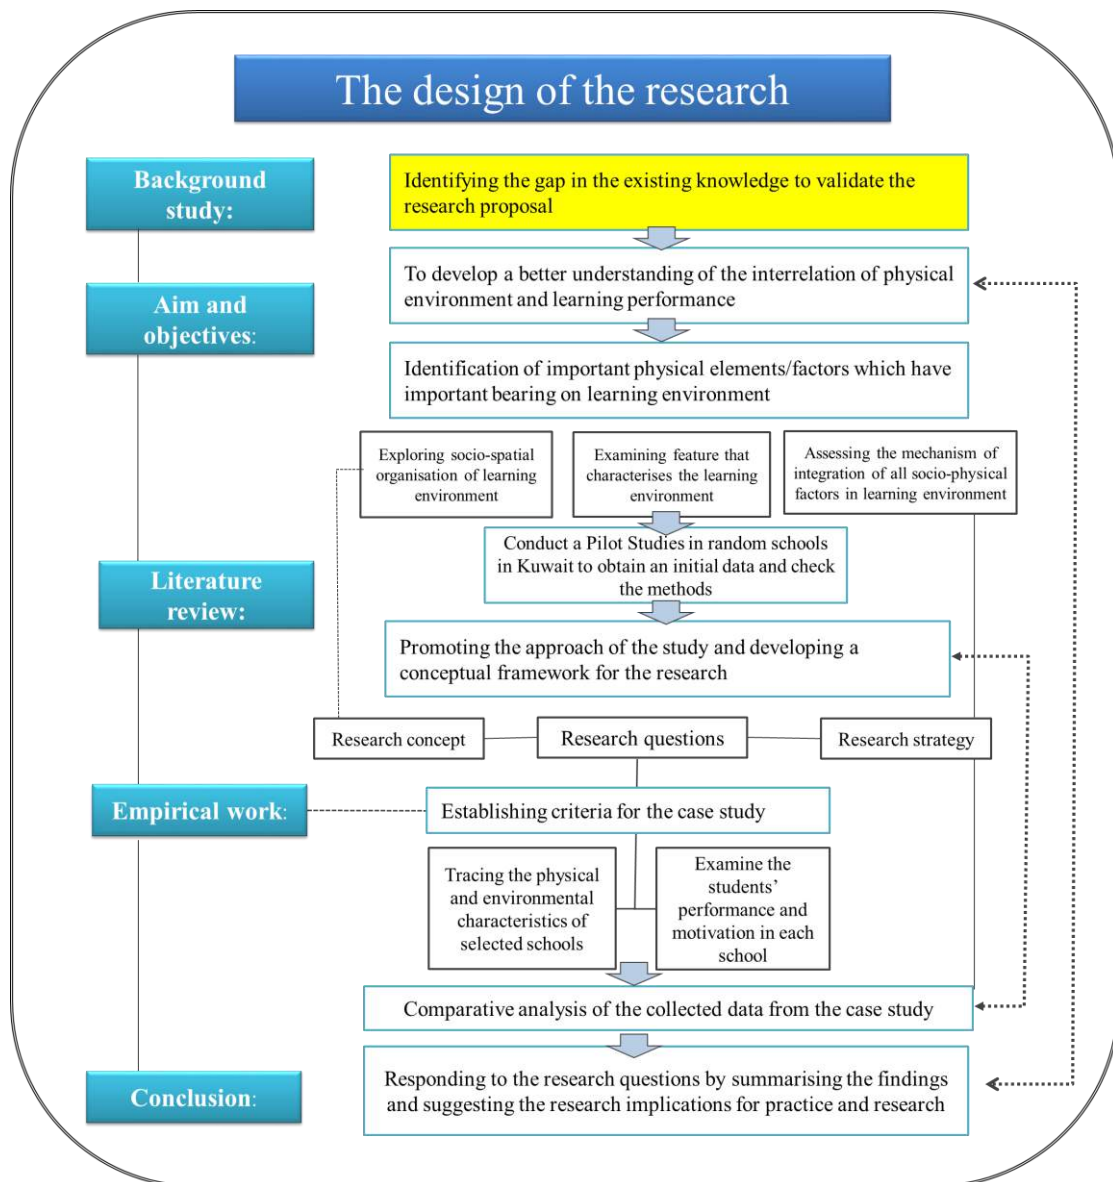 The design of the research
Background
study:
Identifying the gap in the existing knowledge to validate the
research proposal
To develop a better understanding of the interrelation of physical
environment and learning performance
Aim and
objectives:
Identification of important physical elements/factors which have
important bearing on learning environment
Exploring socio-spatial
organisation of learning
environment
Examining feature that
characterises the learning
environment
Assessing the mechanism of
integration of all socio-physical
factors in learning environment
Conduct a Pilot Studies in random schools
in Kuwait to obtain an initial data and check
the methods
Literature
review:
Promoting the approach of the study and developing a
conceptual framework for the research
Research concept
Research questions
Research strategy
Empirical work:
Establishing criteria for the case study
Tracing the physical
and environmental
characteristics of
selected schools
Examine the
students’
performance and
motivation in each
school
Comparative analysis of the collected data from the case study
Conclusion:
Responding to the research questions by summarising the findings
and suggesting the research implications for practice and research